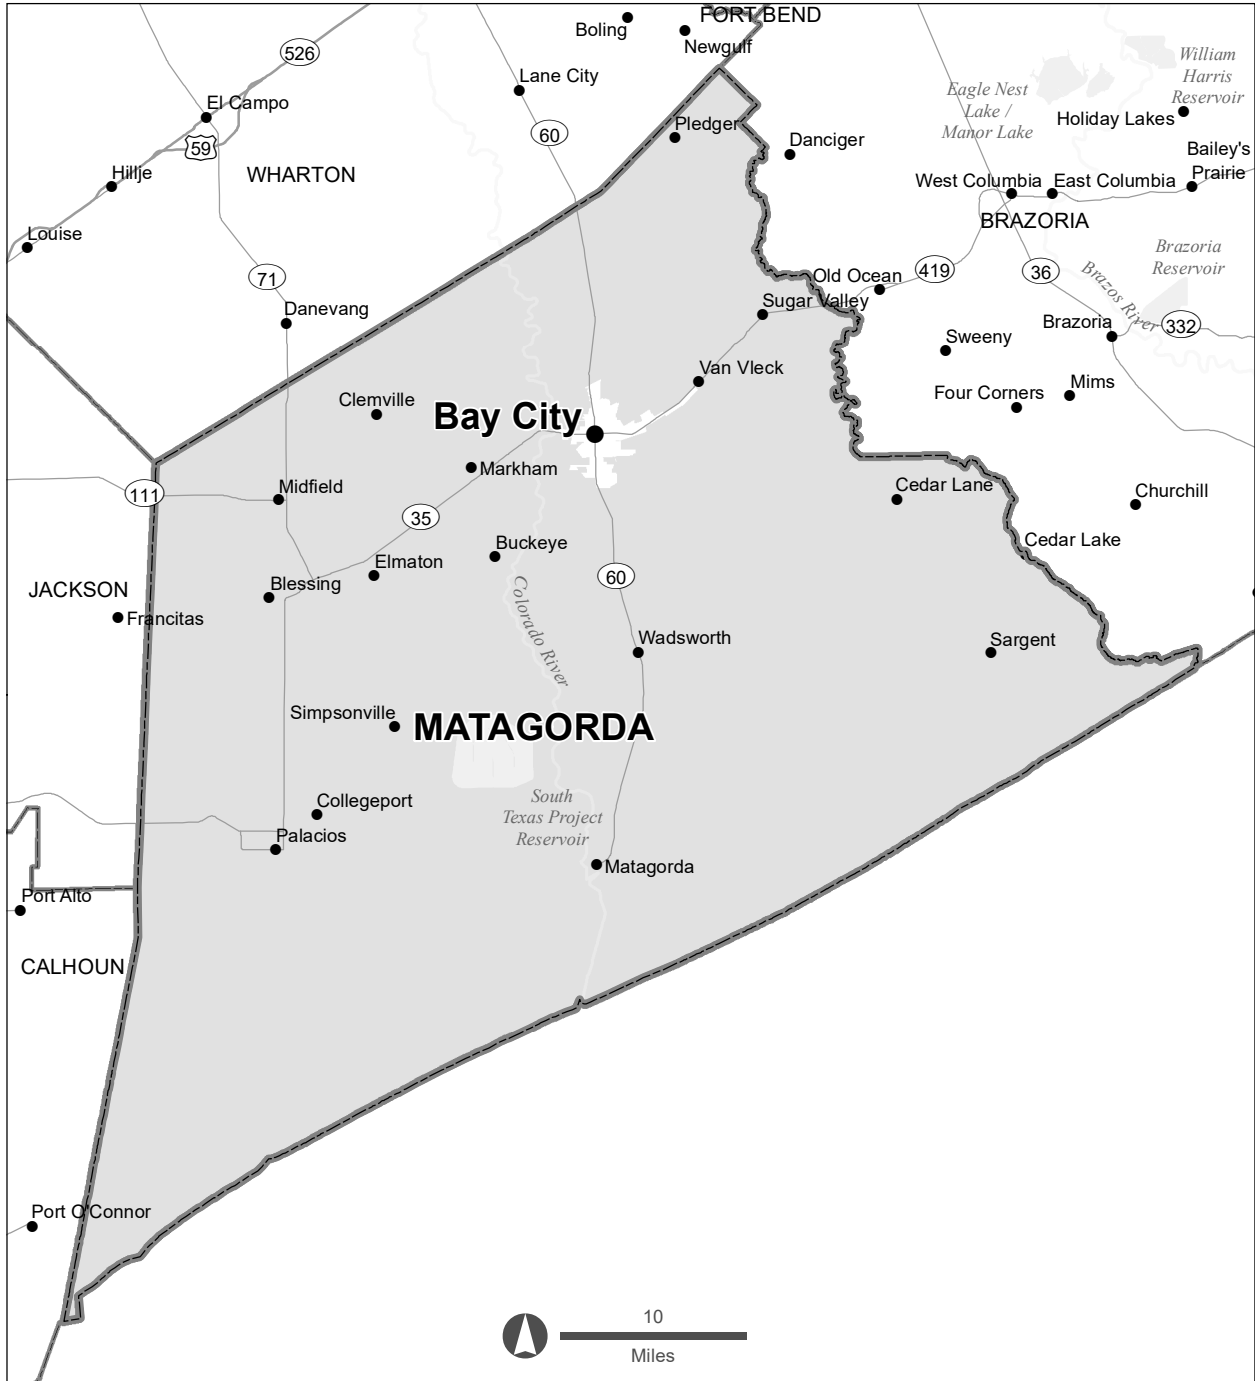 FORT BEND
Boling
Newgulf
526
Lane City
William
Harris
Reservoir
Eagle Nest
Lake /
Manor Lake
El Campo
60
Pledger
Holiday Lakes
59
Danciger
Bailey's
Prairie
Hillje
WHARTON
West Columbia
East Columbia
BRAZORIA
Louise
Brazoria
Reservoir
71
Old Ocean
419
36
Brazos River
Danevang
Sugar Valley
Brazoria
332
Sweeny
Van Vleck
Clemville
Four Corners
Mims
Bay City
Markham
111
Midfield
Cedar Lane
Churchill
35
Buckeye
Cedar Lake
Elmaton
60
JACKSON
Blessing
Francitas
Colorado River
Wadsworth
Sargent
Simpsonville
MATAGORDA
South
Texas Project
Reservoir
Collegeport
Palacios
Matagorda
Port Alto
CALHOUN
Port O'Connor
10
Miles